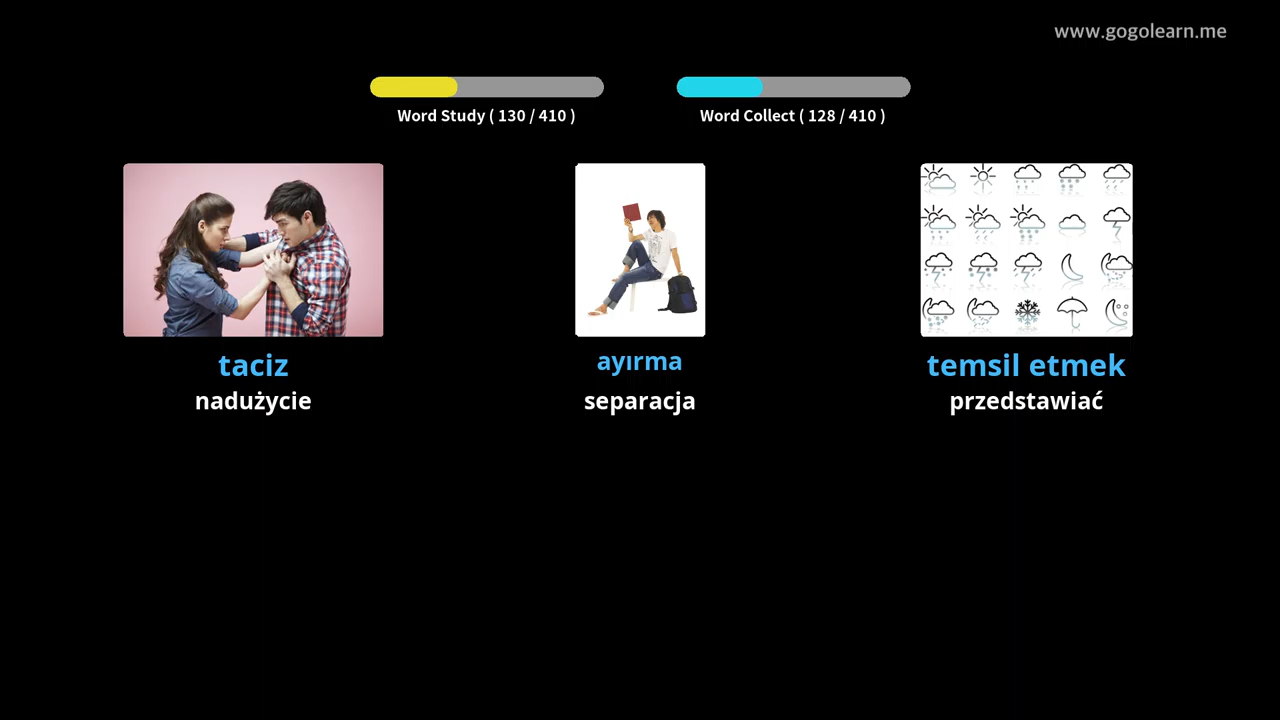 www.gogolearn.me
Word Study ( 130 / 410 )
Word Collect ( 128 / 410 )
taciz
nadużycie
ayırma
separacja
temsil etmek
przedstawiać